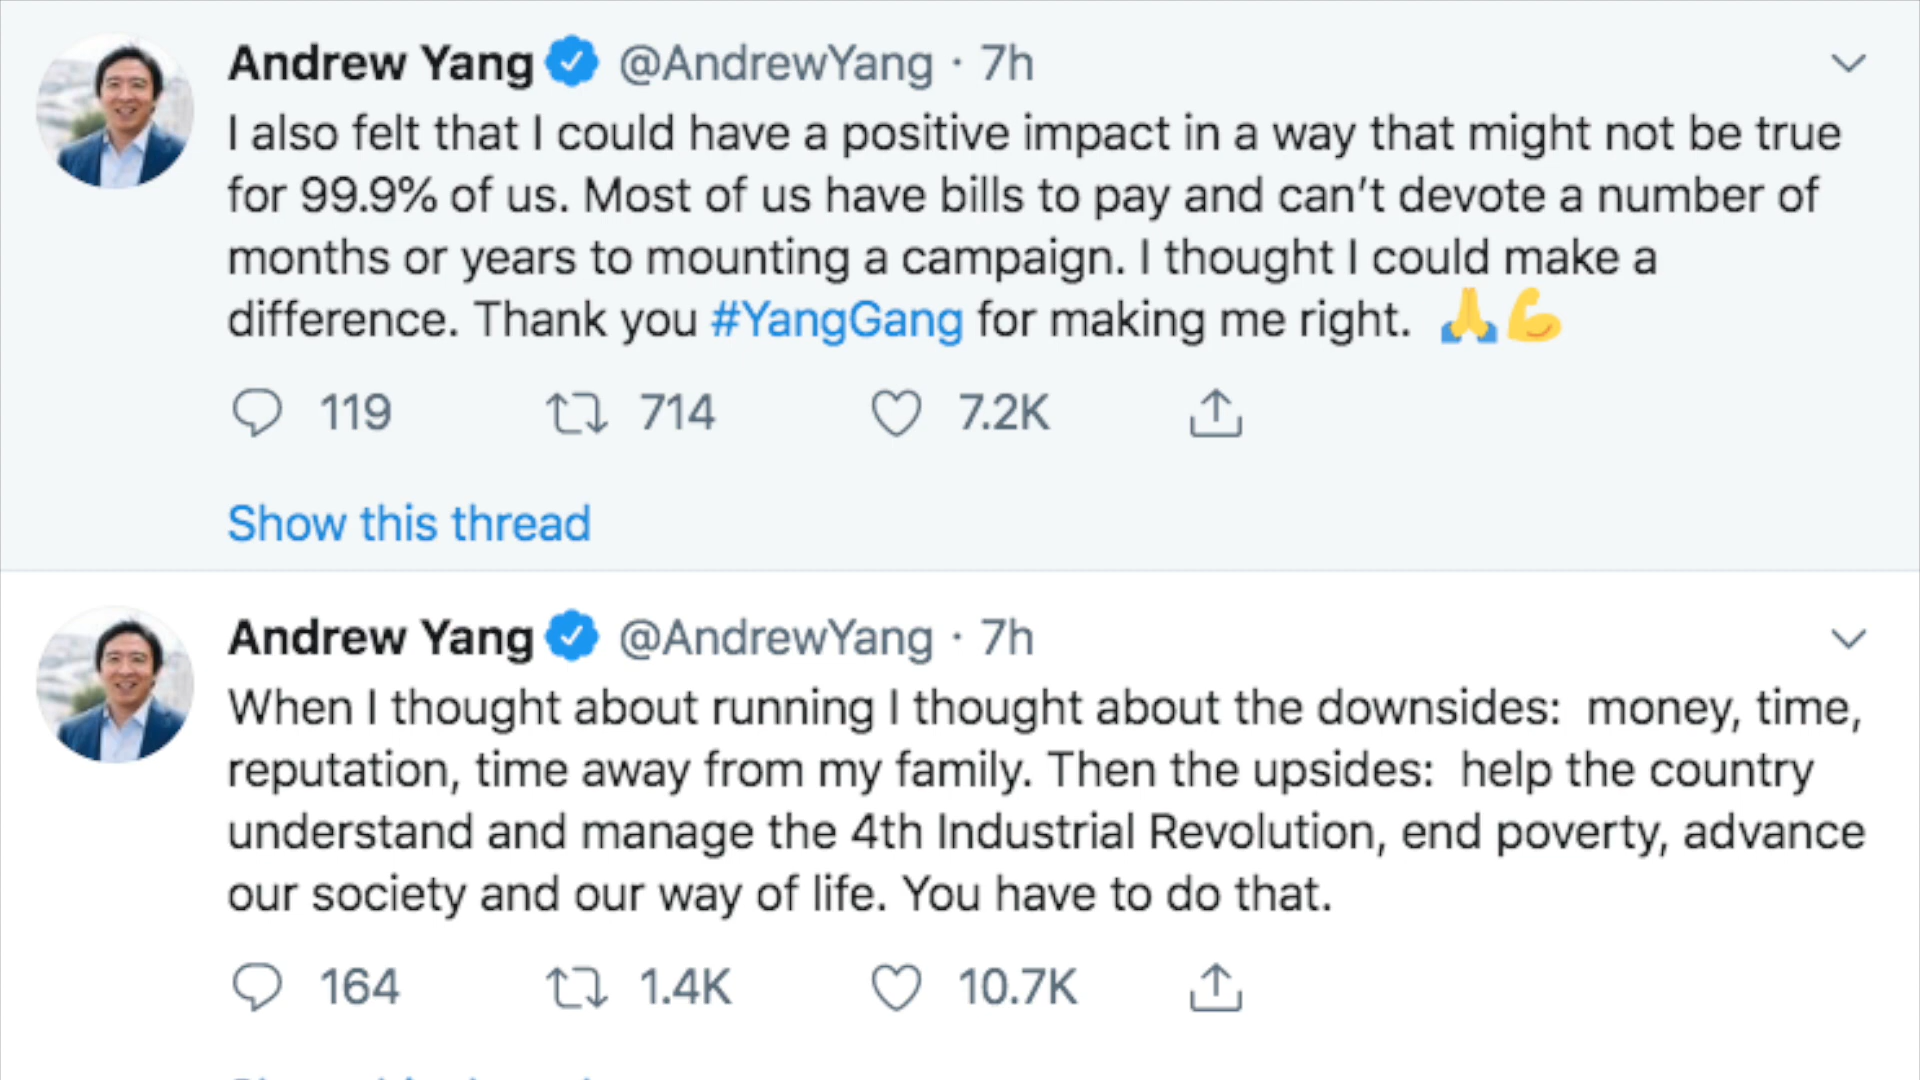 Andrew Yang @AndrewYang · 7h
I also felt that I could have a positive impact in a way that might not be true
for 99.9% of us. Most of us have bills to pay and can’t devote a number of
months or years to mounting a campaign. I thought I could make a
difference. Thank you #YangGang for making me right. 🙏💪
119 714 7.2K
Show this thread
Andrew Yang @AndrewYang · 7h
When I thought about running I thought about the downsides:  money, time,
reputation, time away from my family. Then the upsides:  help the country
understand and manage the 4th Industrial Revolution, end poverty, advance
our society and our way of life. You have to do that.
164 1.4K 10.7K